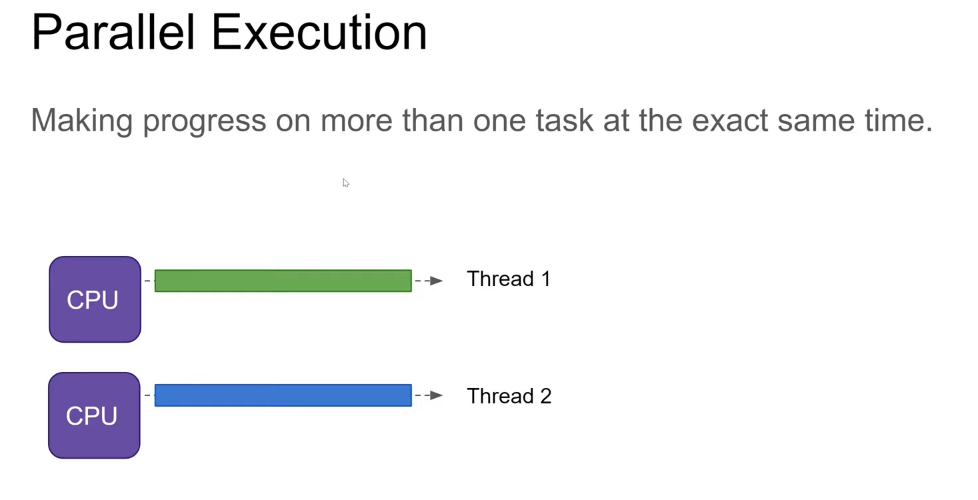 Parallel Execution
Making progress on more than one task at the exact same time.
CPU
Thread 1
CPU
Thread 2